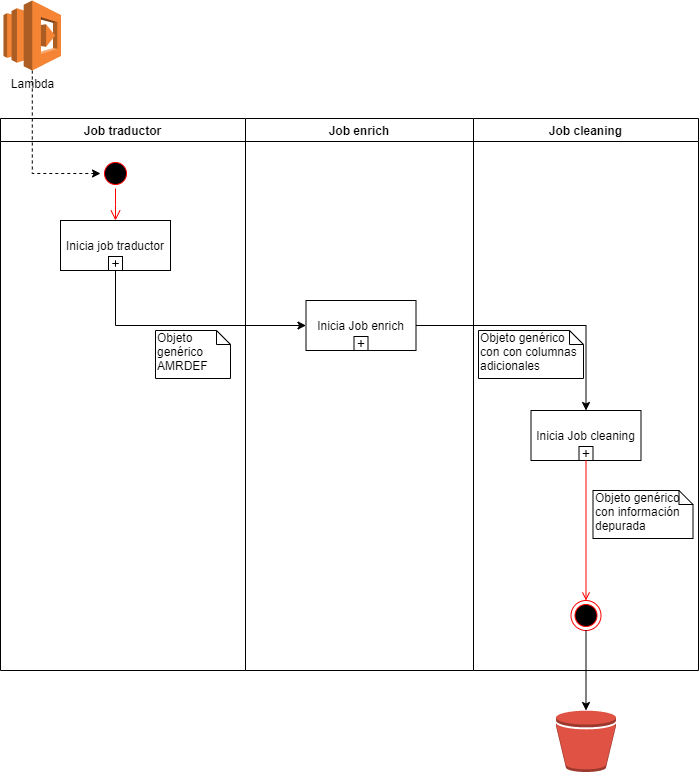 Lambda
Job traductor
Job enrich
Job cleaning
Inicia job traductor
+
Objeto
genérico
AMRDEF
Inicia Job enrich
+
Objeto genérico
con con columnas
adicionales
Inicia Job cleaning
+
Objeto genérico
con información
depurada